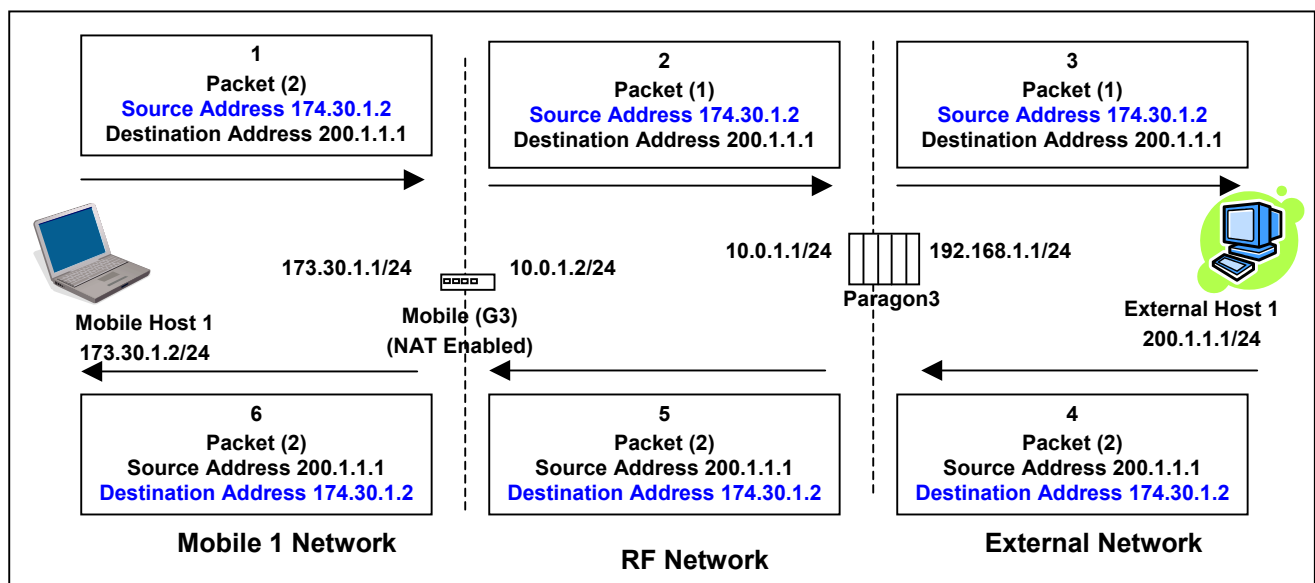 1
Packet (2)
Source Address 174.30.1.2
Destination Address 200.1.1.1
2
Packet (1)
Source Address 174.30.1.2
Destination Address 200.1.1.1
3
Packet (1)
Source Address 174.30.1.2
Destination Address 200.1.1.1
173.30.1.1/24
10.0.1.2/24
10.0.1.1/24
192.168.1.1/24
Mobile Host 1
173.30.1.2/24
Mobile (G3)
(NAT Enabled)
Paragon3
External Host 1
200.1.1.1/24
6
Packet (2)
Source Address 200.1.1.1
Destination Address 174.30.1.2
5
Packet (2)
Source Address 200.1.1.1
Destination Address 174.30.1.2
4
Packet (2)
Source Address 200.1.1.1
Destination Address 174.30.1.2
Mobile 1 Network
RF Network
External Network